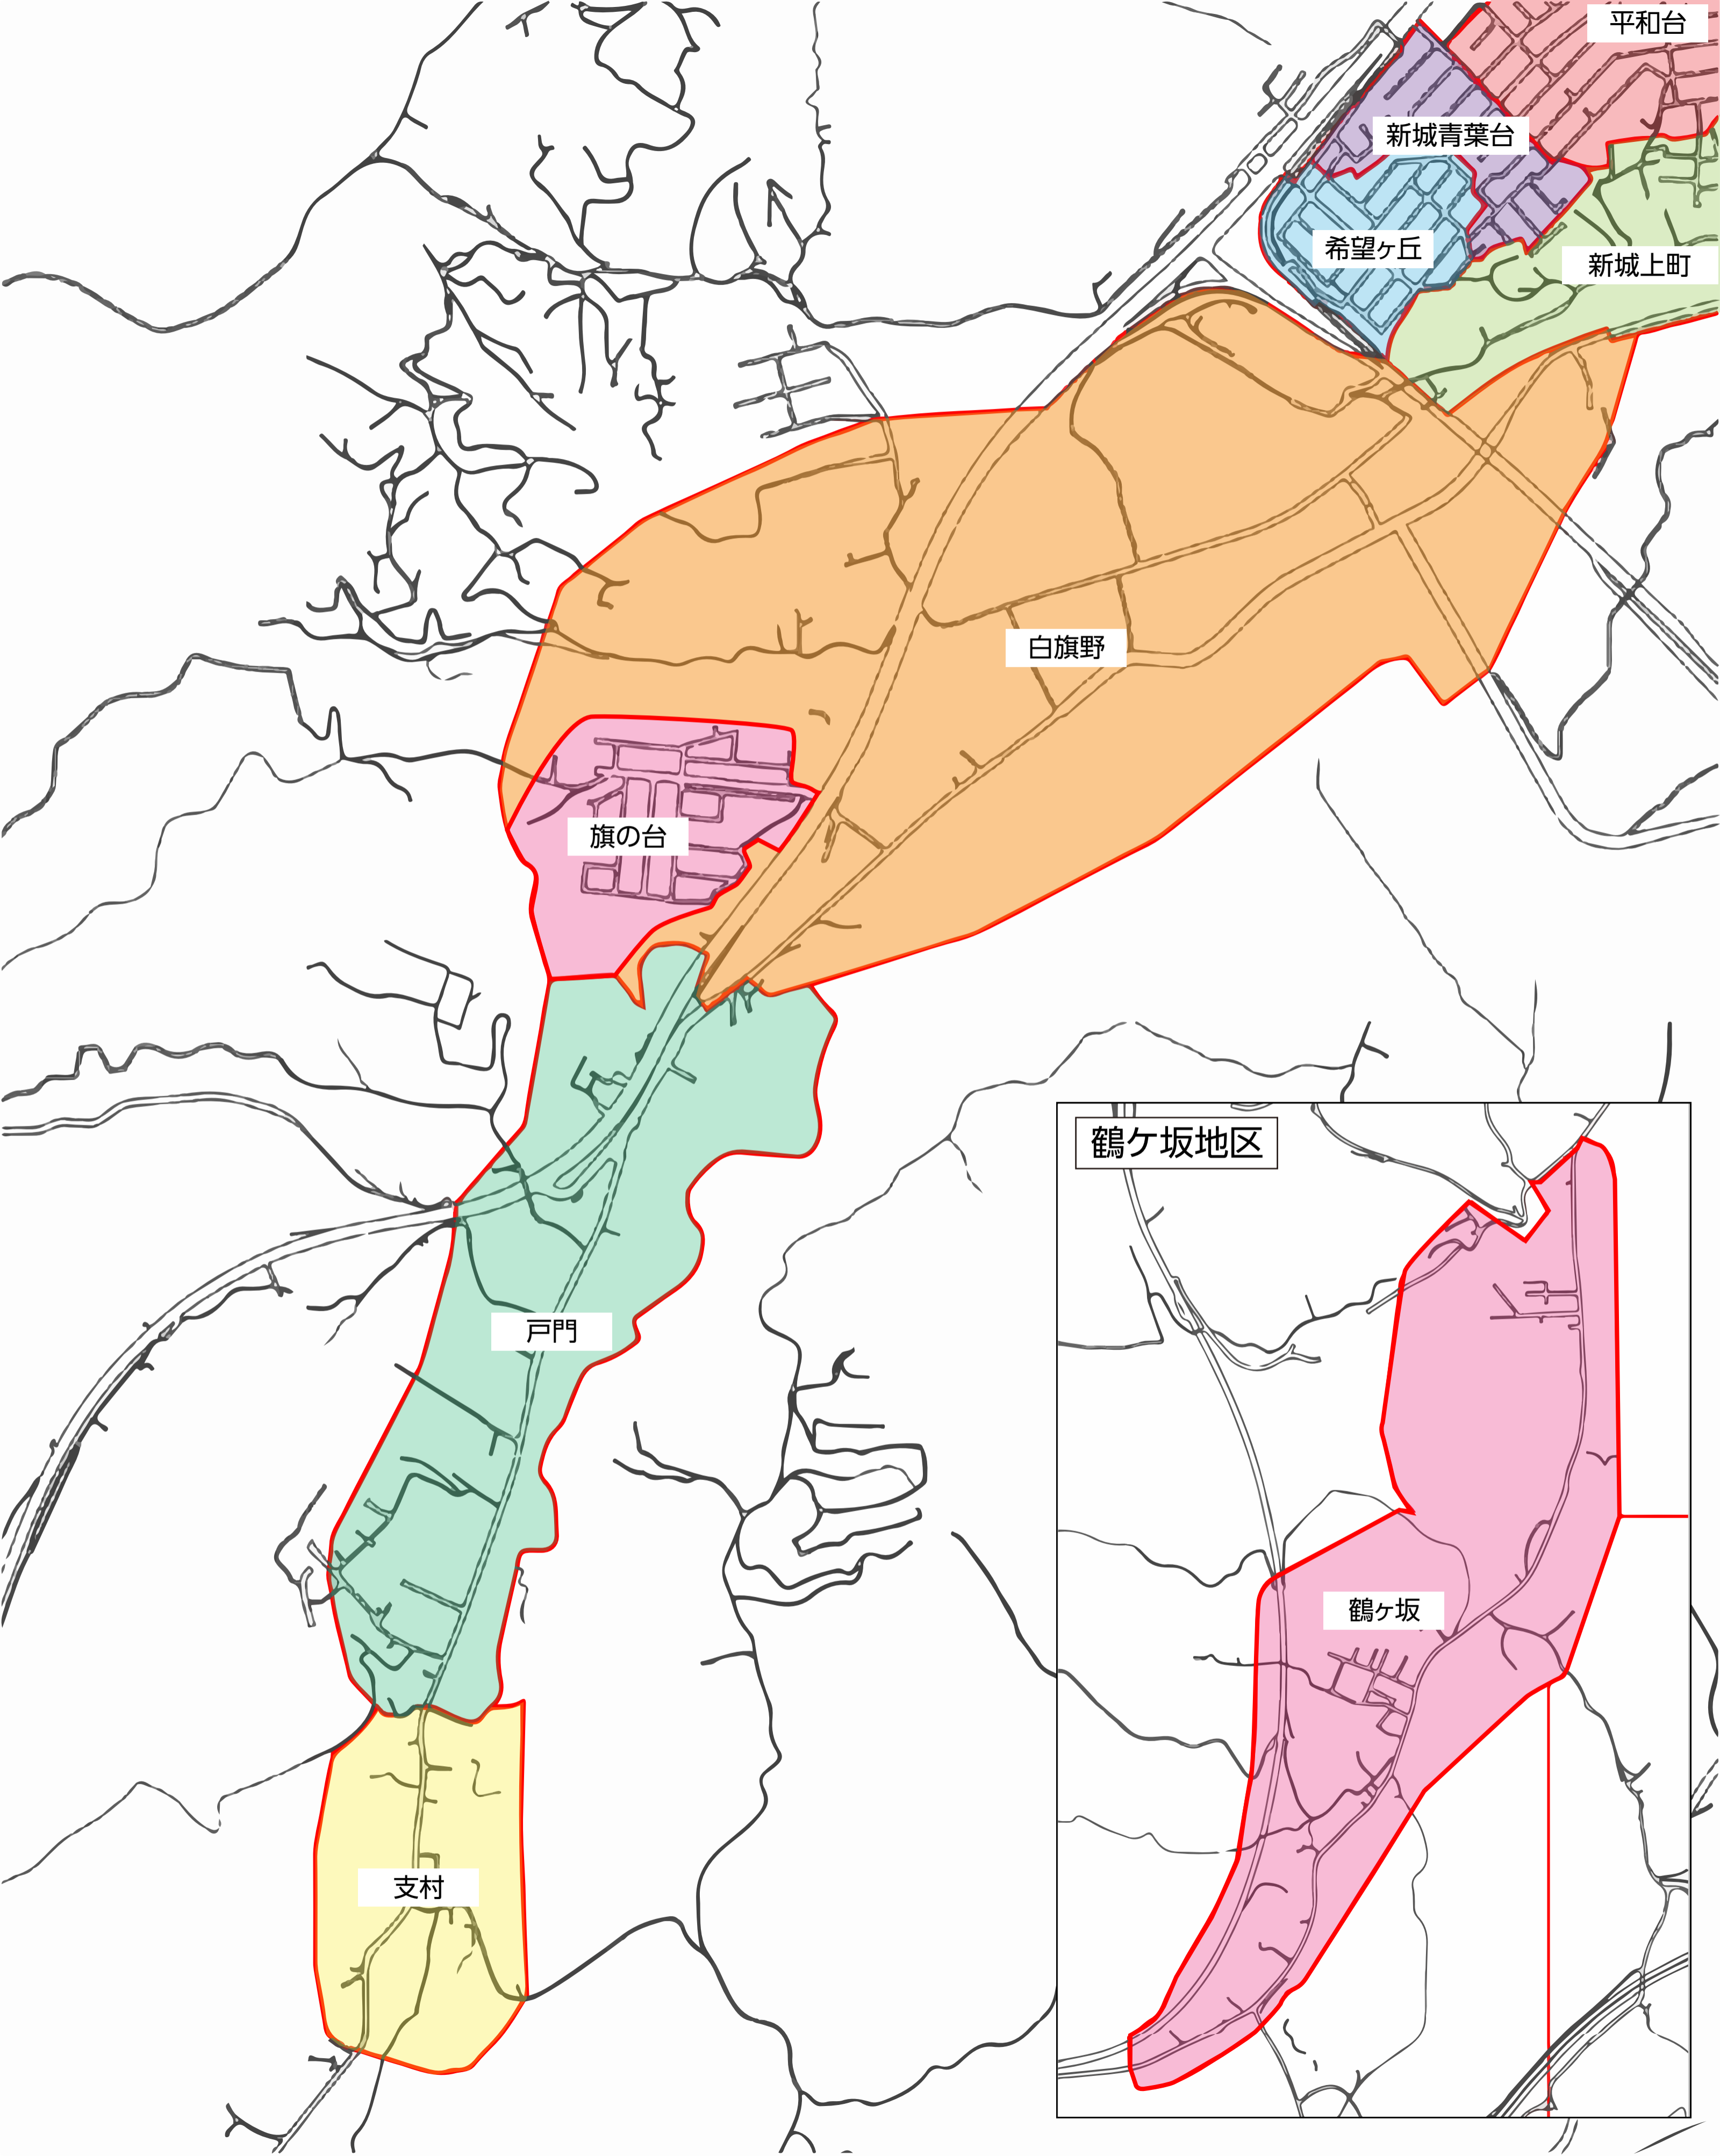 平和台
新城青葉台
希望ヶ丘
新城上町
白旗野
旗の台
戸門
支村
鶴ケ坂地区
鶴ヶ坂